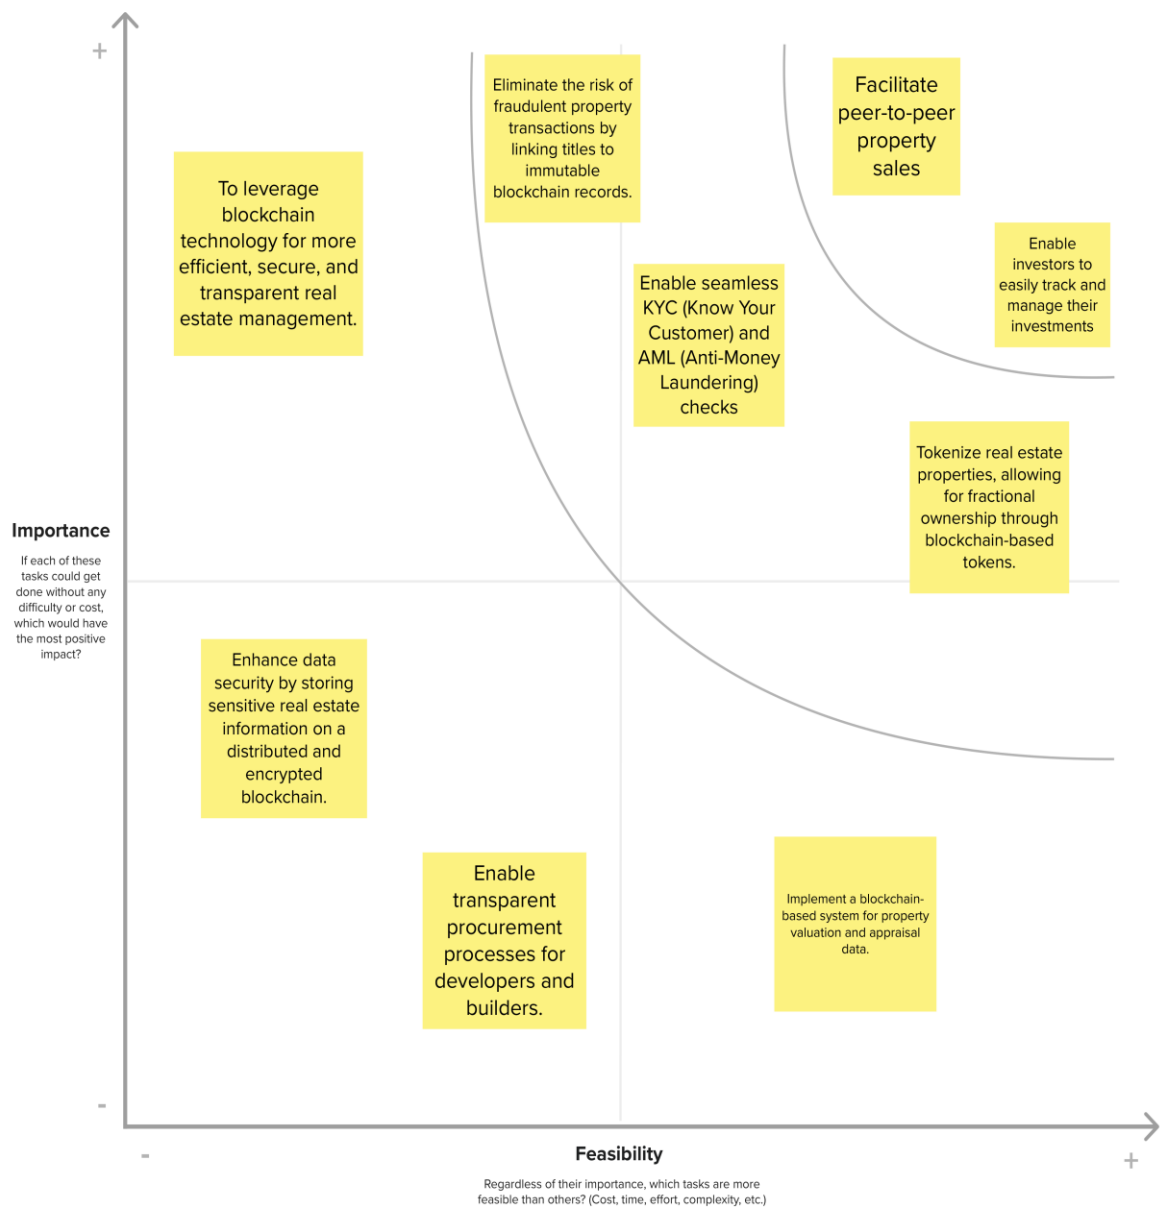 +
Eliminate the risk of
fraudulent property
transactions by
linking titles to
immutable
blockchain records.
Facilitate
peer-to-peer
property
sales
To leverage
blockchain
technology for more
efficient, secure, and
transparent real
estate management.
Enable
investors to
easily track and
manage their
investments
Enable seamless
KYC (Know Your
Customer) and
AML (Anti-Money
Laundering)
checks
Tokenize real estate
properties, allowing
for fractional
ownership through
blockchain-based
tokens.
Importance
If each of these
tasks could get
done without any
difficulty or cost,
which would have
the most positive
impact?
Enhance data
security by storing
sensitive real estate
information on a
distributed and
encrypted
blockchain.
Enable
transparent
procurement
processes for
developers and
builders.
Implement a blockchain-
based system for property
valuation and appraisal
data.
-
-
Feasibility
+
Regardless of their importance, which tasks are more
feasible than others? (Cost, time, effort, complexity, etc.)